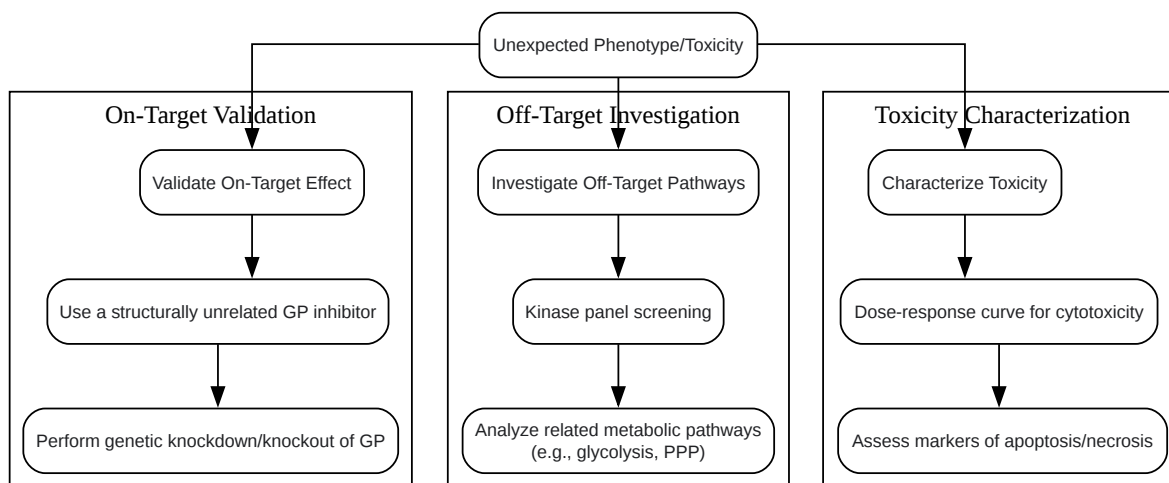 Unexpected Phenotype/Toxicity
On-Target Validation
Validate On-Target Effect
Use a structurally unrelated GP inhibitor
Perform genetic knockdown/knockout of GP
Off-Target Investigation
Investigate Off-Target Pathways
Kinase panel screening
Analyze related metabolic pathways
(e.g., glycolysis, PPP)
Toxicity Characterization
Characterize Toxicity
Dose-response curve for cytotoxicity
Assess markers of apoptosis/necrosis